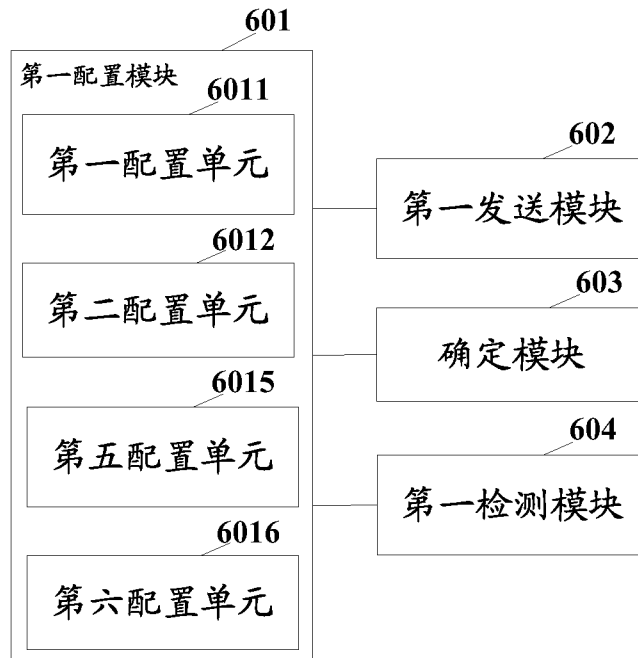 601
第一配置模块
6011
第一配置单元
6012
第二配置单元
6015
第五配置单元
6016
第六配置单元
602
第一发送模块
603
确定模块
604
第一检测模块